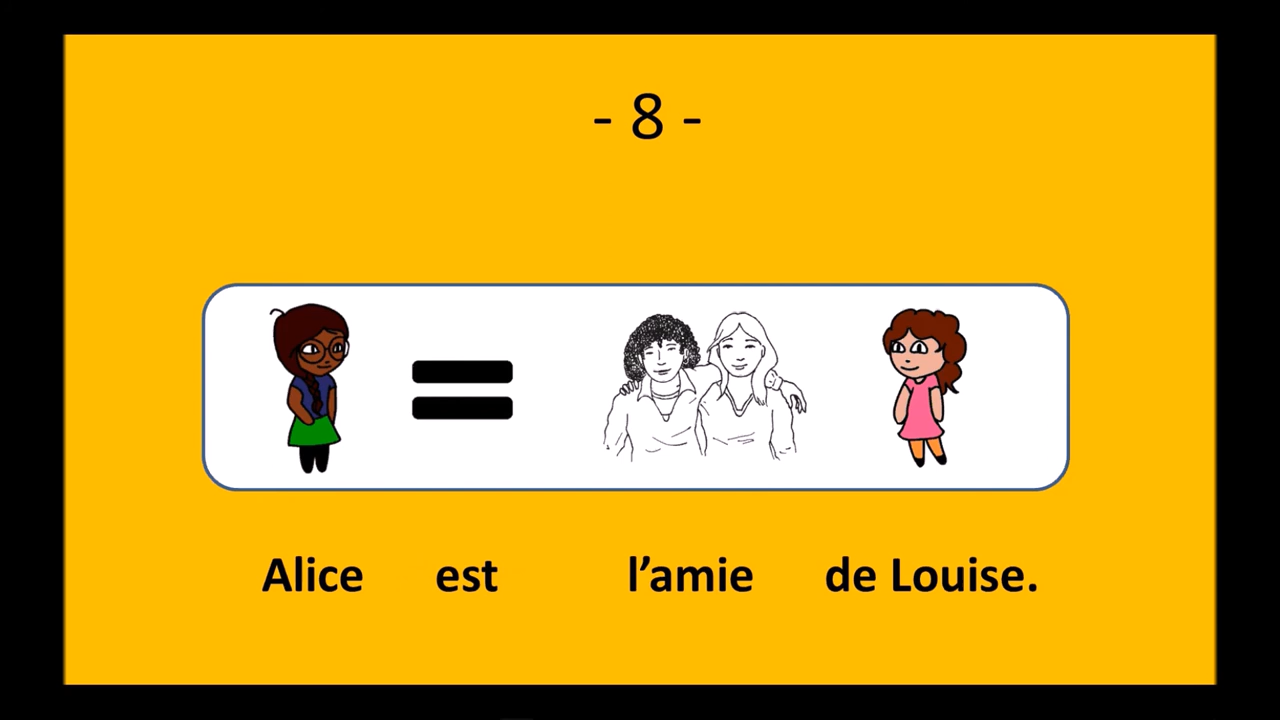 - 8 -
Alice est l’amie de Louise.